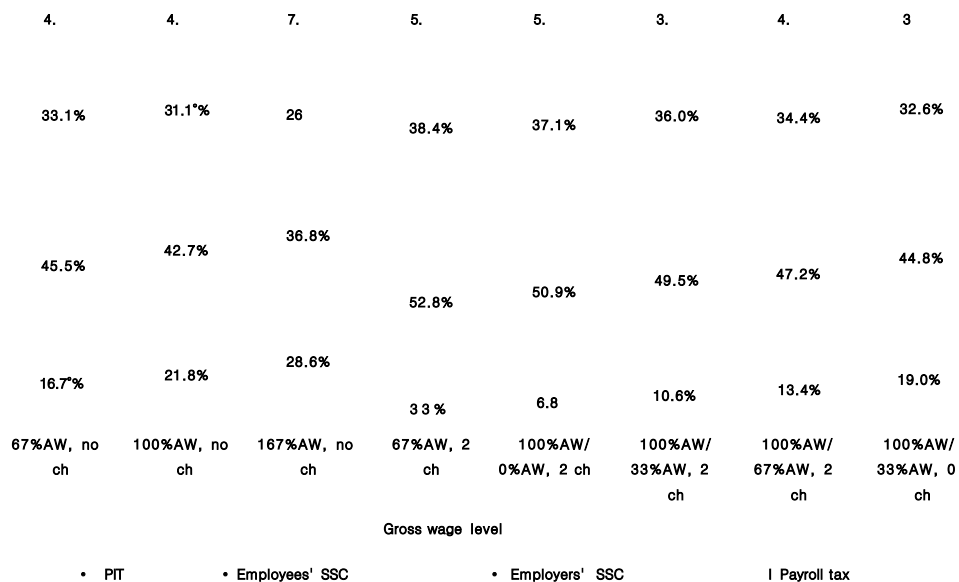 4. 4. 7. 5. 5. 3. 4. 3
33.1% 31.1°% 26 38.4% 37.1% 36.0% 34.4% 32.6%
45.5% 42.7% 36.8% 52.8% 50.9% 49.5% 47.2% 44.8%
16.7°% 21.8% 28.6% 33% 6.8 10.6% 13.4% 19.0%
67%AW, no 100%AW, no 167%AW, no 67%AW, 2 100%AW/ 100%AW/ 100%AW/ 100%AW/
ch ch ch ch 0%AW, 2 ch 33%AW, 2 67%AW, 2 33%AW, 0
ch ch ch
Gross wage level
• PIT • Employees' SSC • Employers' SSC I Payroll tax